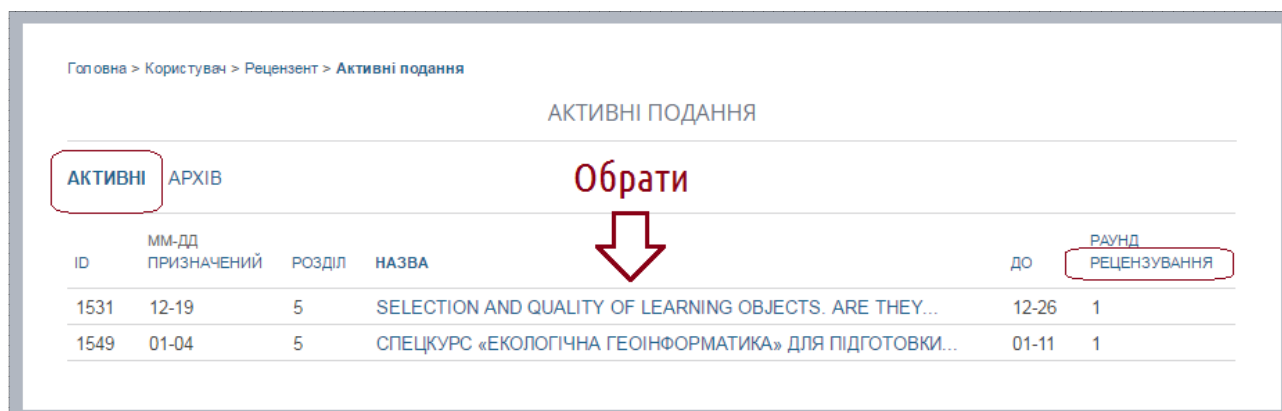 Головна > Користувач > Рецензент > Активні подання
АКТИВНІ ПОДАННЯ
АКТИВНІ АРХІВ
Обрати
ID ММ-ДД ПРИЗНАЧЕНИЙ РОЗДІЛ НАЗВА ДО РАУНД РЕЦЕНЗУВАННЯ
1531 12-19 5 SELECTION AND QUALITY OF LEARNING OBJECTS. ARE THEY... 12-26 1
1549 01-04 5 СПЕЦКУРС «ЕКОЛОГІЧНА ГЕОІНФОРМАТИКА» ДЛЯ ПІДГОТОВКИ... 01-11 1